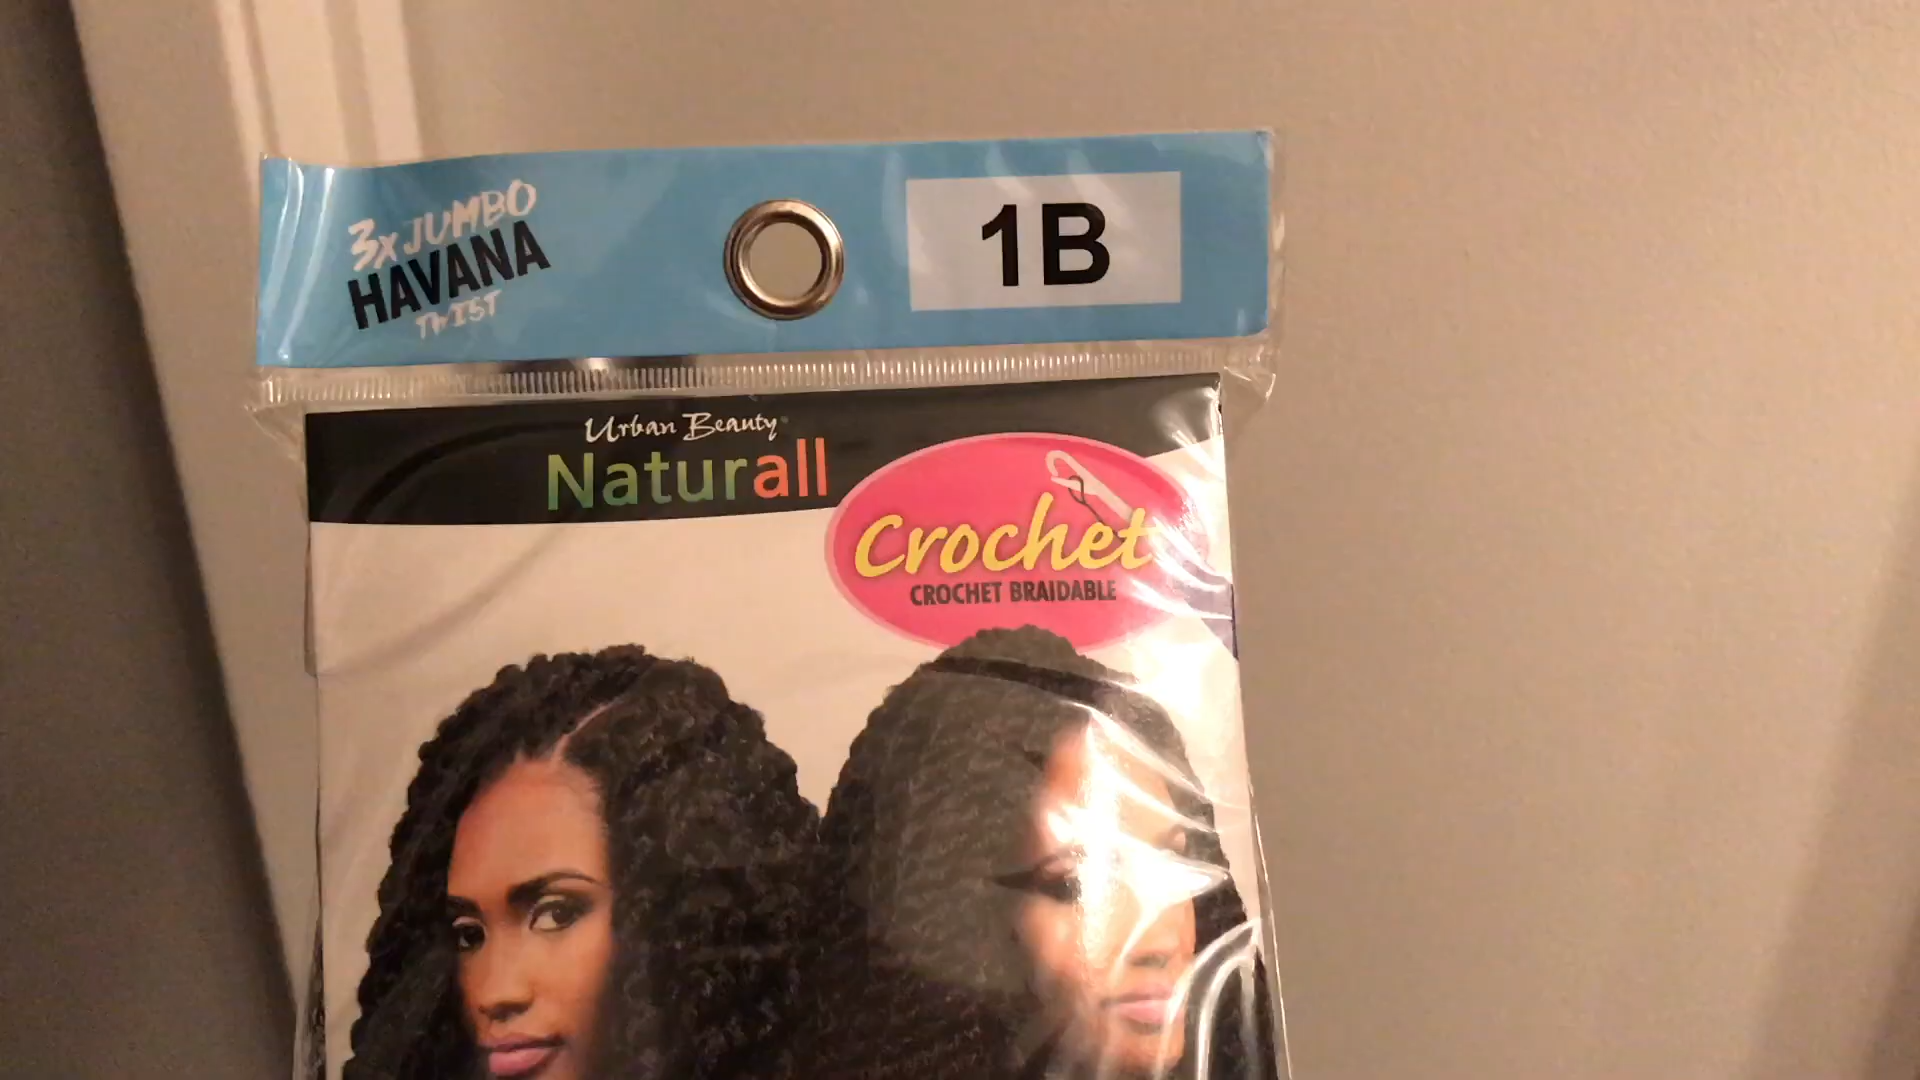 3x JUMBO
HAVANA
TWIST
1B
Urban Beauty
Naturall
Crochet
CROCHET BRAIDABLE